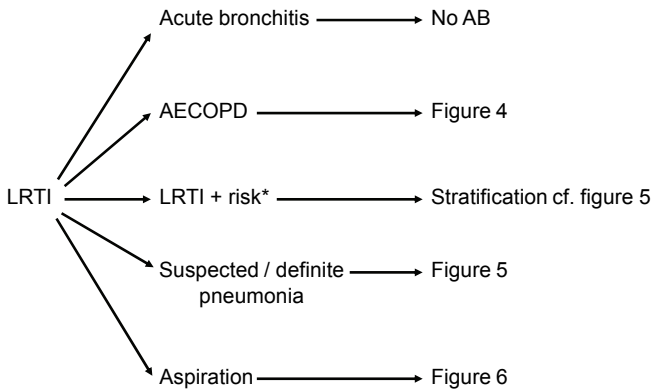 Acute bronchitis No AB
AECOPD Figure 4
LRTI LRTI + risk* Stratification cf. figure 5
Suspected / definite Figure 5
pneumonia
Aspiration Figure 6